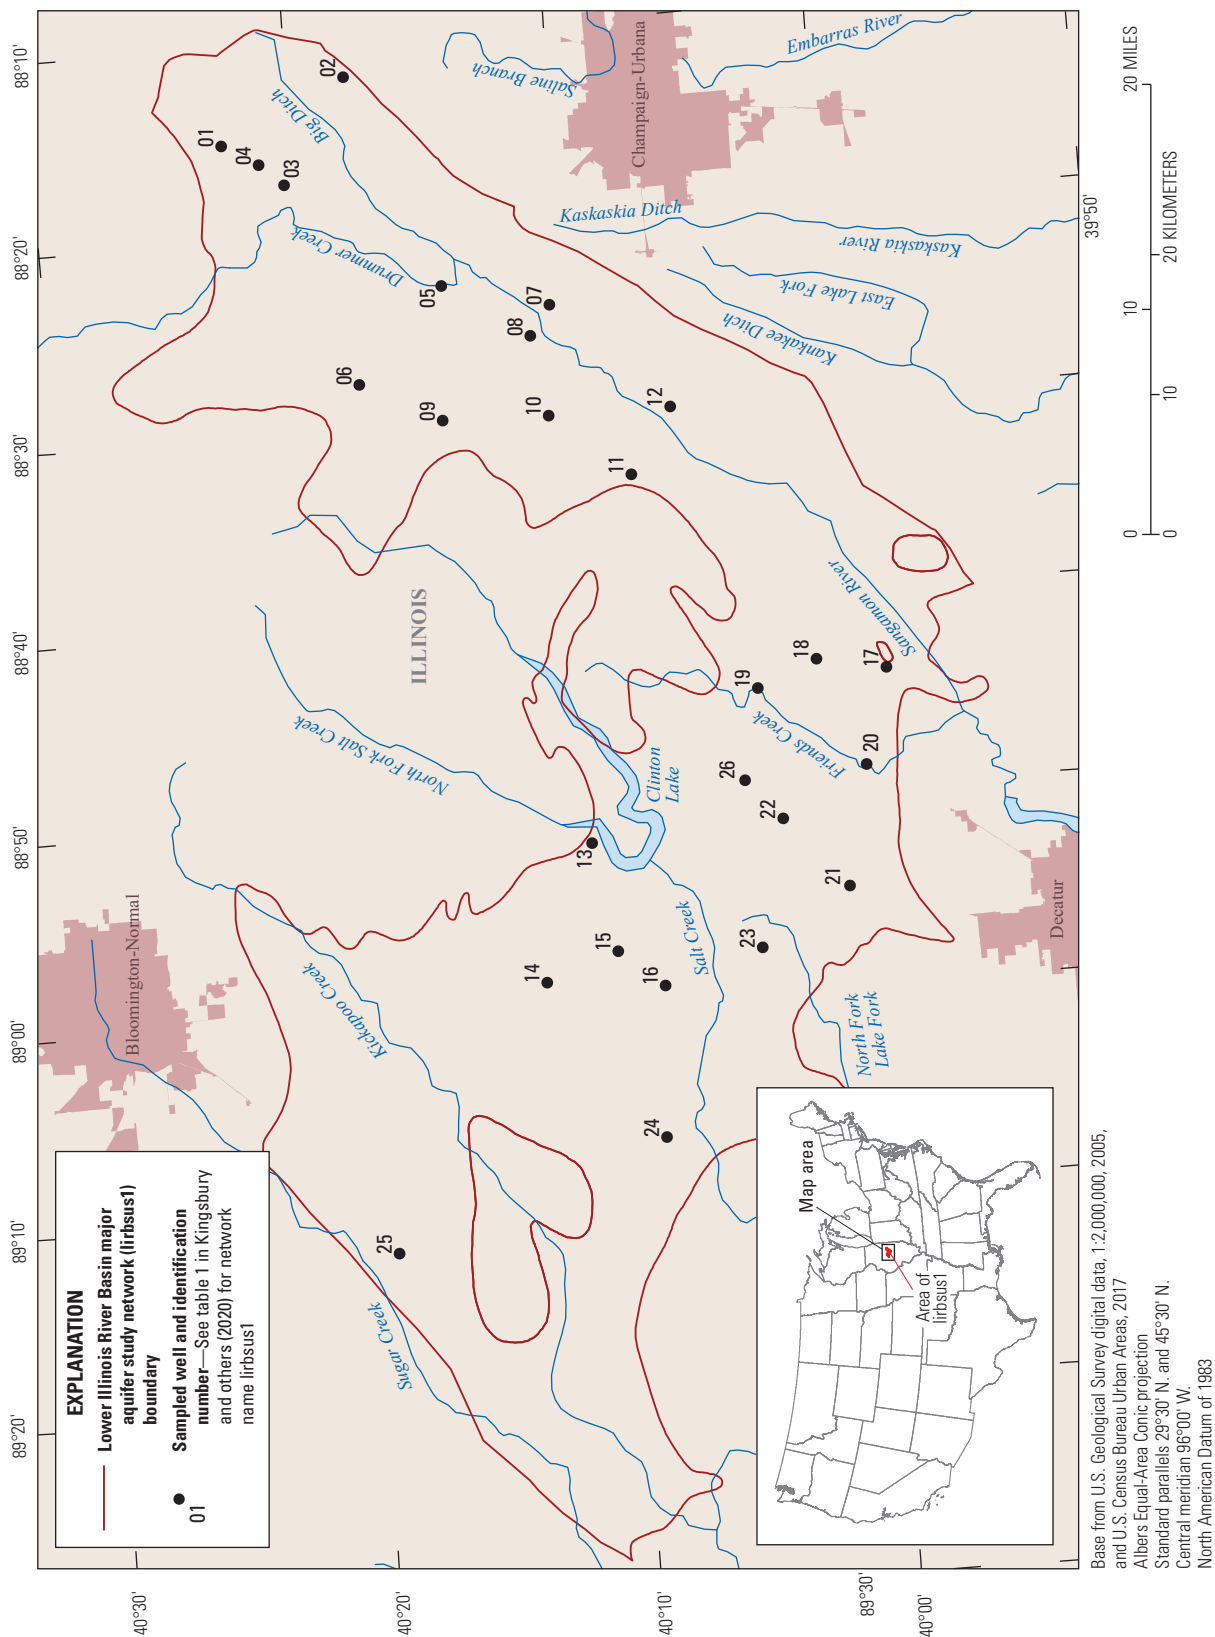 EXPLANATION
Lower Illinois River Basin major
aquifer study network (lirbsus1)
boundary
Sampled well and identification
number—See table 1 in Kingsbury
and others (2020) for network
name lirbsus1
01
89°20'
89°10'
89°00'
88°50'
88°40'
88°30'
88°20'
88°10'
40°30'
40°20'
40°10'
89°30'
40°00'
39°50'
Bloomington-Normal
Champaign-Urbana
Decatur
ILLINOIS
Sugar Creek
Kickapoo Creek
North Fork Salt Creek
Salt Creek
Clinton
Lake
North Fork
Lake Fork
Friends Creek
Sangamon River
Drummer Creek
Big Ditch
Saline Branch
Embarras River
Kaskaskia Ditch
Kaskaskia River
East Lake Fork
Kankakee Ditch
01
02
03
04
05
06
07
08
09
10
11
12
13
14
15
16
17
18
19
20
21
22
23
24
25
26
Map area
Area of
lirbsus1
Base from U.S. Geological Survey digital data, 1:2,000,000, 2005,
and U.S. Census Bureau Urban Areas, 2017
Albers Equal-Area Conic projection
Standard parallels 29°30' N. and 45°30' N.
Central meridian 96°00' W.
North American Datum of 1983
0 10 20 MILES
0 10 20 KILOMETERS